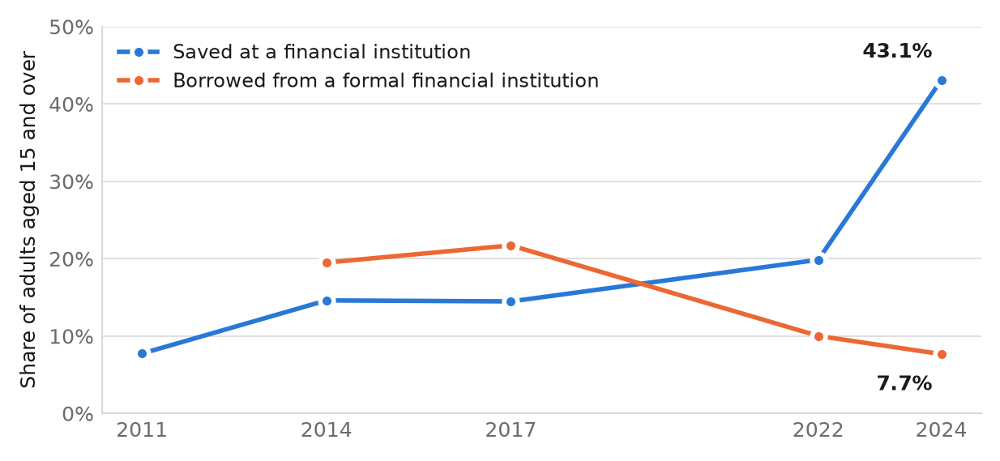 Share of adults aged 15 and over
50%
40%
30%
20%
10%
0%
Saved at a financial institution
Borrowed from a formal financial institution
43.1%
7.7%
2011 2014 2017 2022 2024